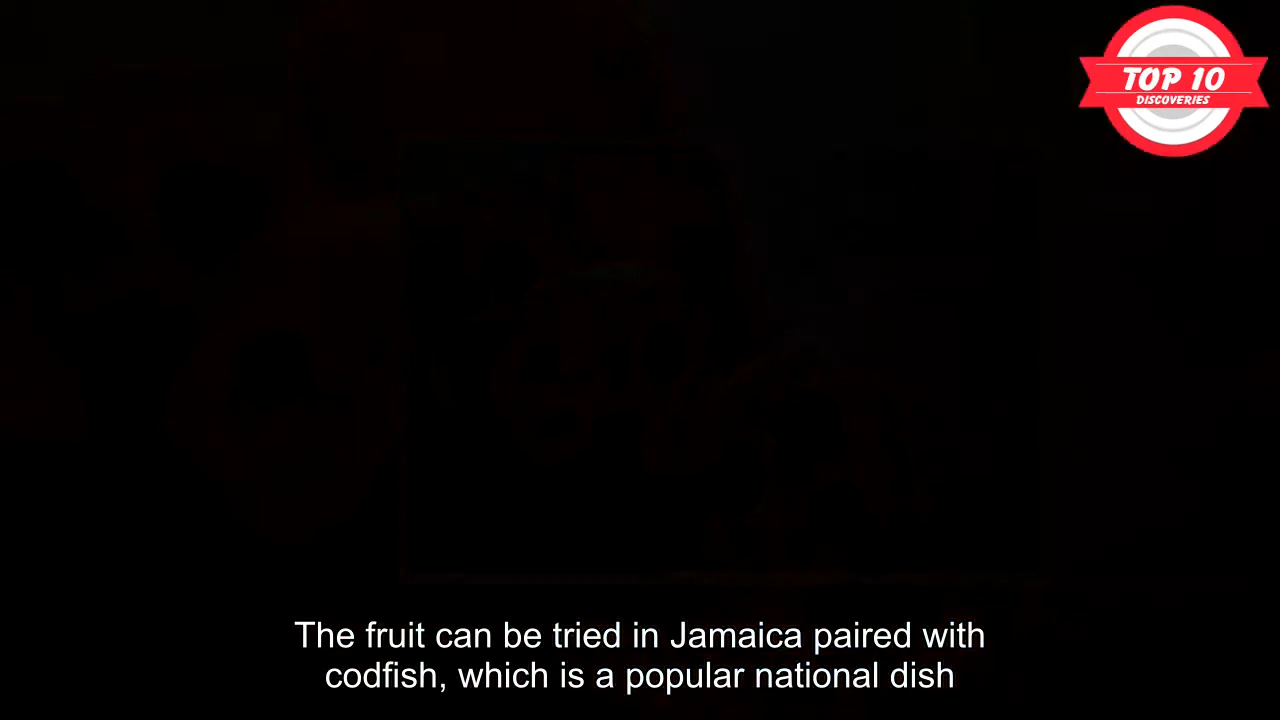 TOP 10
DISCOVERIES
The fruit can be tried in Jamaica paired with
codfish, which is a popular national dish